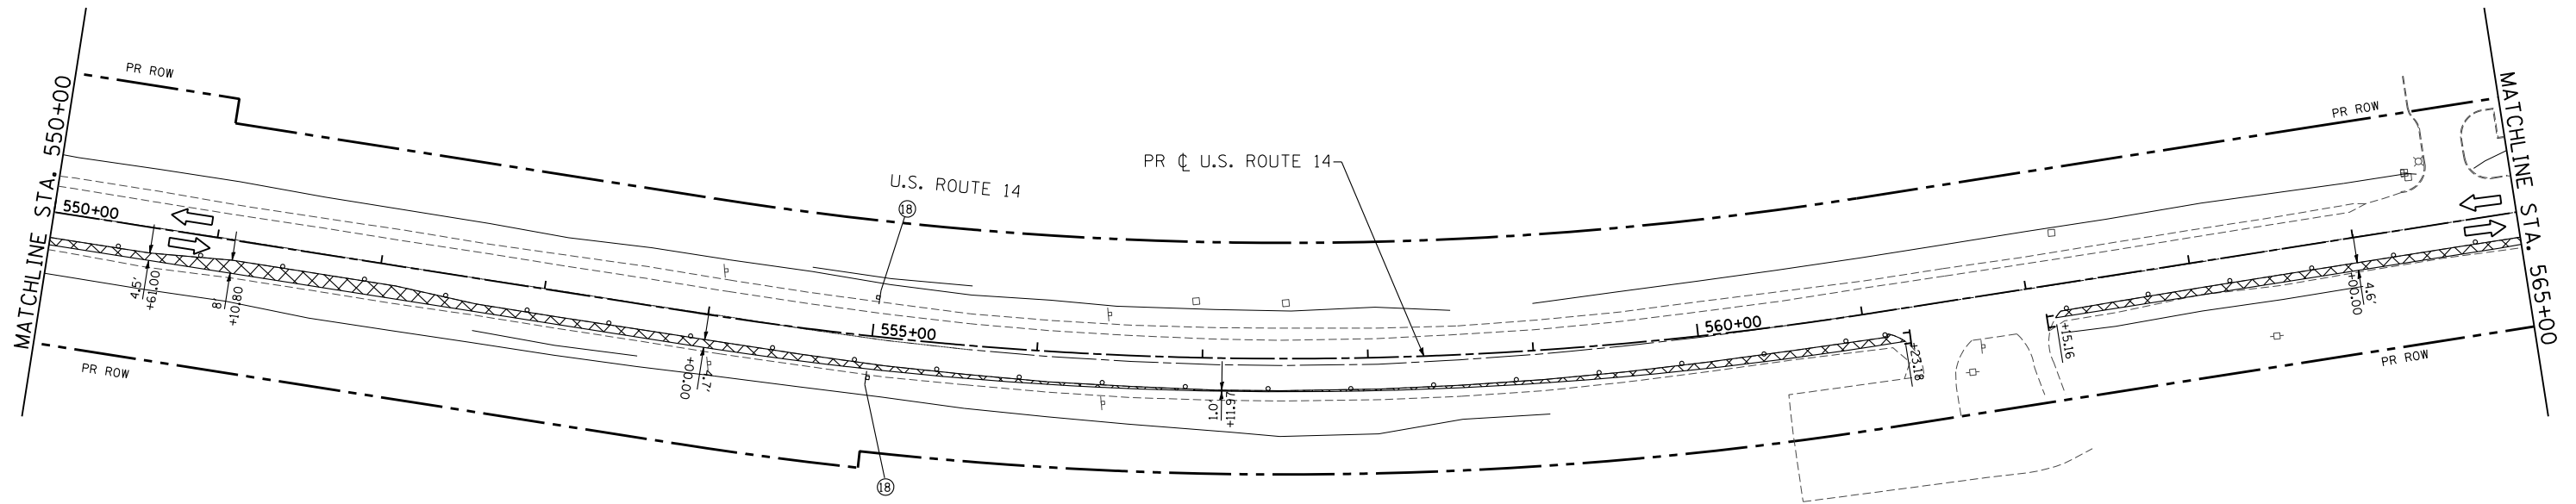 MATCHLINE STA. 550+00
PR ROW
550+00
4.5'
+61.00
8'
+10.80
PR ROW
4.7'
+00.00
U.S. ROUTE 14
18
555+00
18
PR ℄ U.S. ROUTE 14
1.0'
+11.97
560+00
+23.18
+15.16
PR ROW
4.6'
+00.00
PR ROW
MATCHLINE STA. 565+00